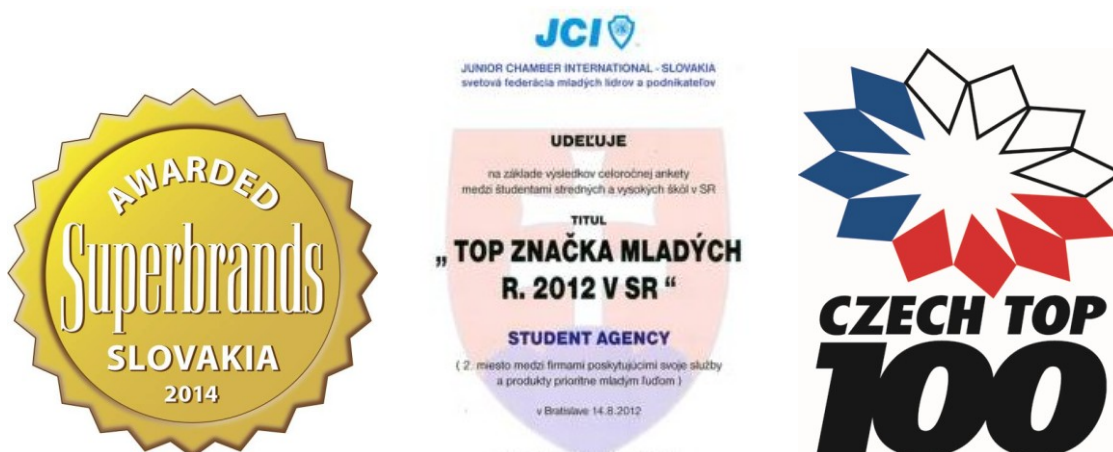 AWARDED
Superbrands
SLOVAKIA
2014
JCI
JUNIOR CHAMBER INTERNATIONAL - SLOVAKIA
svetová federácia mladých lídrov a podnikateľov
UDEĽUJE
na základe výsledkov celoročnej ankety
medzi študentami stredných a vysokých škôl v SR
TITUL
„ TOP ZNAČKA MLADÝCH
R. 2012 V SR “
STUDENT AGENCY
( 2. miesto medzi firmami poskytujúcimi svoje služby
a produkty prioritne mladým ľuďom )
v Bratislave 14.8.2012
CZECH TOP
100